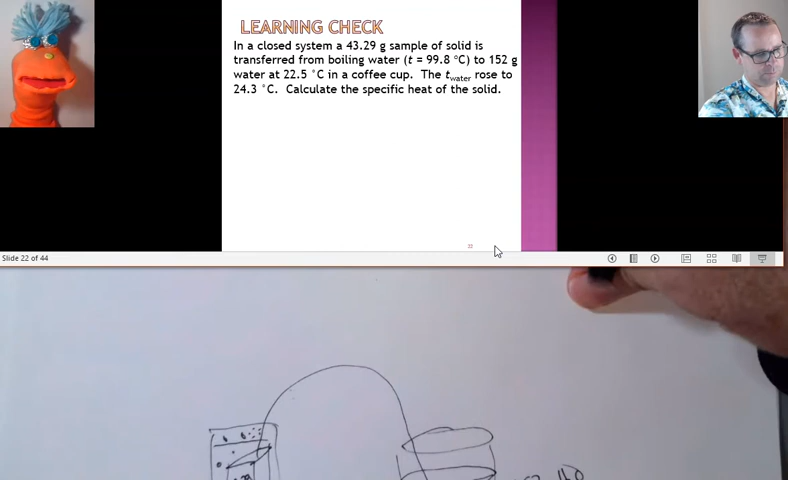 LEARNING CHECK
In a closed system a 43.29 g sample of solid is
transferred from boiling water (t = 99.8 °C) to 152 g
water at 22.5 °C in a coffee cup. The t water rose to
24.3 °C. Calculate the specific heat of the solid.
Slide 22 of 44